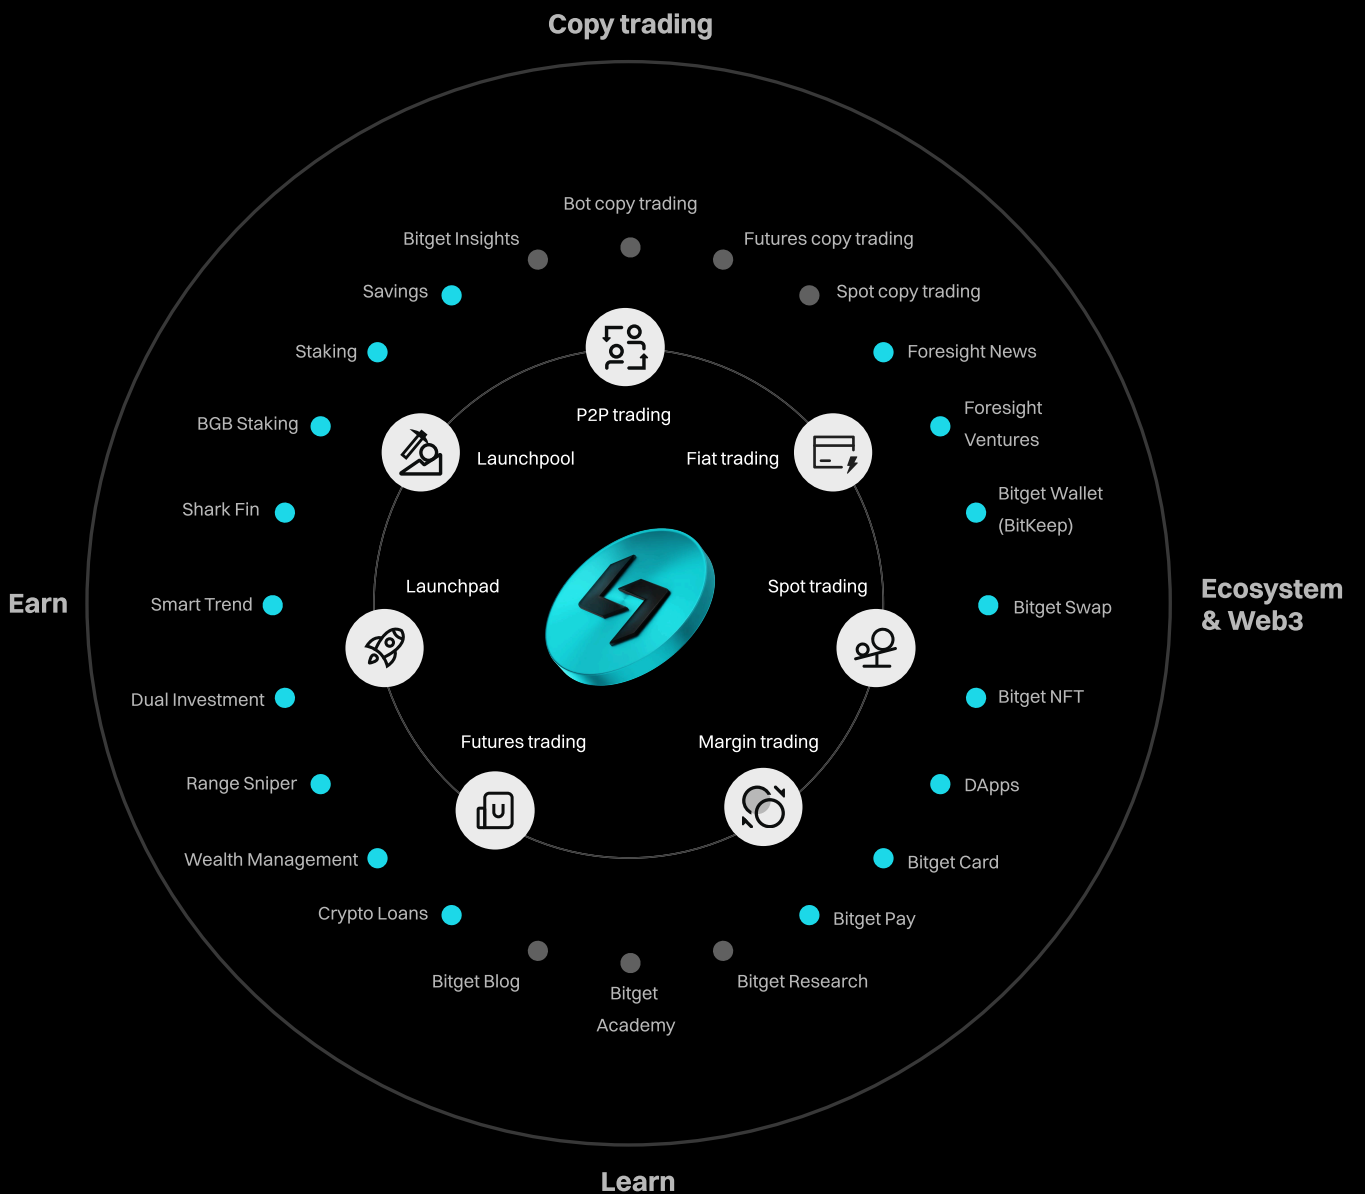 Copy trading
Bot copy trading
Bitget Insights
Futures copy trading
Savings
Spot copy trading
Staking
Foresight News
BGB Staking
Foresight
Ventures
P2P trading
Launchpool
Fiat trading
Shark Fin
Bitget Wallet
(BitKeep)
Launchpad
Spot trading
Earn
Smart Trend
Bitget Swap
Ecosystem
& Web3
Dual Investment
Bitget NFT
Futures trading
Margin trading
Range Sniper
DApps
U
Wealth Management
Bitget Card
Crypto Loans
Bitget Pay
Bitget Blog
Bitget
Academy
Bitget Research
Learn